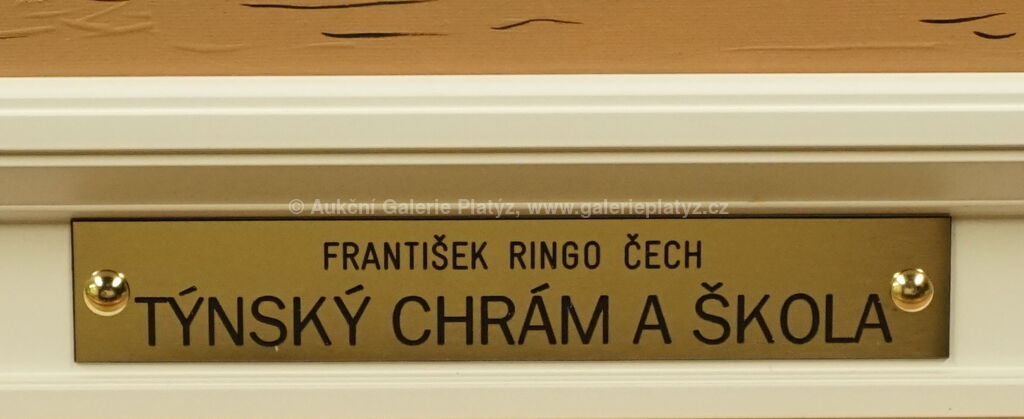 © Aukční Galerie Platýz, www.galerieplatyz.cz
FRANTIŠEK RINGO ČECH
TÝNSKÝ CHRÁM A ŠKOLA